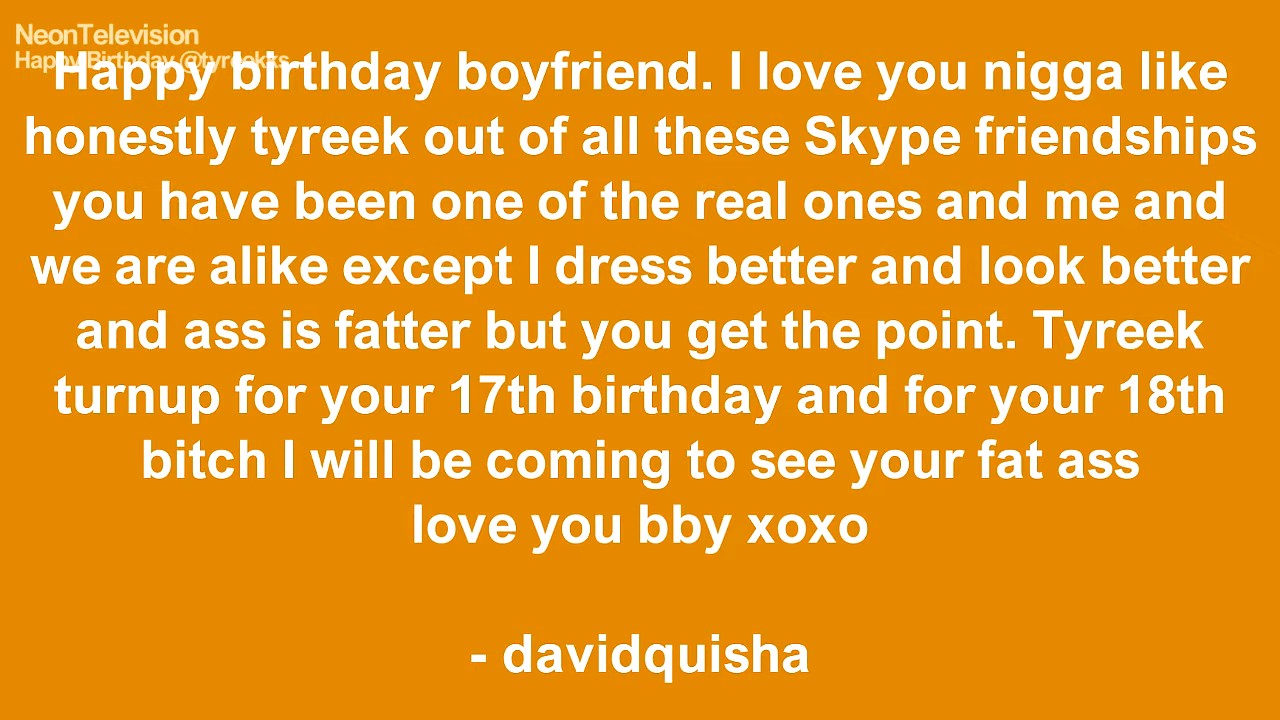 NeonTelevision
Happy Birthday @tyreekks
Happy birthday boyfriend. I love you nigga like
honestly tyreek out of all these Skype friendships
you have been one of the real ones and me and
we are alike except I dress better and look better
and ass is fatter but you get the point. Tyreek
turnup for your 17th birthday and for your 18th
bitch I will be coming to see your fat ass
love you bby xoxo
- davidquisha